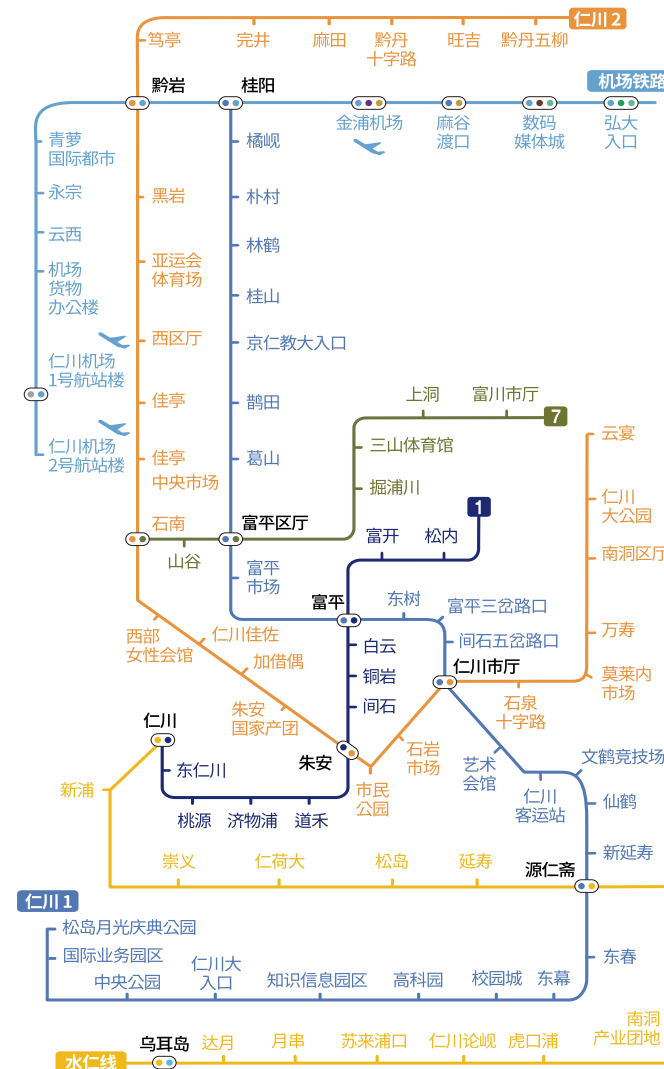 仁川 2
笃亭
完井
麻田
黔丹
十字路
旺吉
黔丹五柳
黔岩
桂阳
机场铁路
金浦机场
麻谷
渡口
数码
媒体城
弘大
入口
青萝
国际都市
永宗
云西
机场
货物
办公楼
仁川机场
1号航站楼
仁川机场
2号航站楼
黑岩
亚运会
体育场
西区厅
佳亭
佳亭
中央市场
石南
橘岘
朴村
林鹤
桂山
京仁教大入口
鹊田
葛山
富平区厅
富平
市场
山谷
上洞
富川市厅
7
三山体育馆
掘浦川
1
富开
松内
富平
东树
富平三岔路口
间石五岔路口
仁川市厅
白云
铜岩
间石
云宴
仁川
大公园
南洞区厅
万寿
莫莱内
市场
石泉
十字路
西部
女性会馆
仁川佳佐
加借偶
朱安
国家产团
朱安
市民
公园
石岩
市场
仁川
东仁川
桃源
济物浦
道禾
新浦
崇义
仁荷大
松岛
延寿
源仁斋
艺术
会馆
仁川
客运站
文鹤竞技场
仙鹤
新延寿
东春
仁川 1
松岛月光庆典公园
国际业务园区
中央公园
仁川大
入口
知识信息园区
高科园
校园城
东幕
水仁线
乌耳岛
达月
月串
苏来浦口
仁川论岘
虎口浦
南洞
产业团地